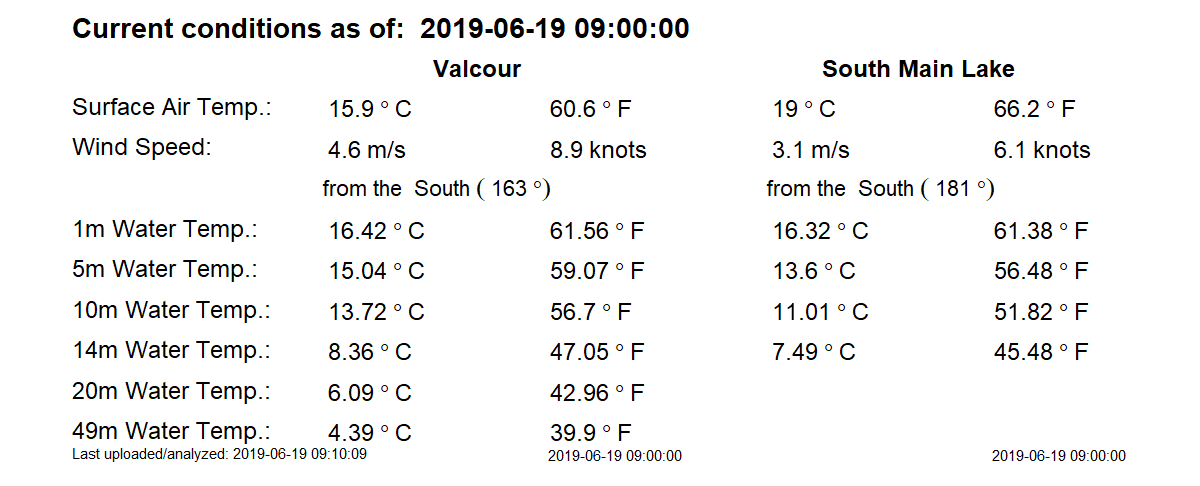 Current conditions as of:  2019-06-19 09:00:00
Valcour South Main Lake
Surface Air Temp.: 15.9 ° C 60.6 ° F 19 ° C 66.2 ° F
Wind Speed: 4.6 m/s 8.9 knots 3.1 m/s 6.1 knots
from the  South ( 163 °) from the  South ( 181 °)
1m Water Temp.: 16.42 ° C 61.56 ° F 16.32 ° C 61.38 ° F
5m Water Temp.: 15.04 ° C 59.07 ° F 13.6 ° C 56.48 ° F
10m Water Temp.: 13.72 ° C 56.7 ° F 11.01 ° C 51.82 ° F
14m Water Temp.: 8.36 ° C 47.05 ° F 7.49 ° C 45.48 ° F
20m Water Temp.: 6.09 ° C 42.96 ° F
49m Water Temp.: 4.39 ° C 39.9 ° F
Last uploaded/analyzed: 2019-06-19 09:10:09 2019-06-19 09:00:00 2019-06-19 09:00:00